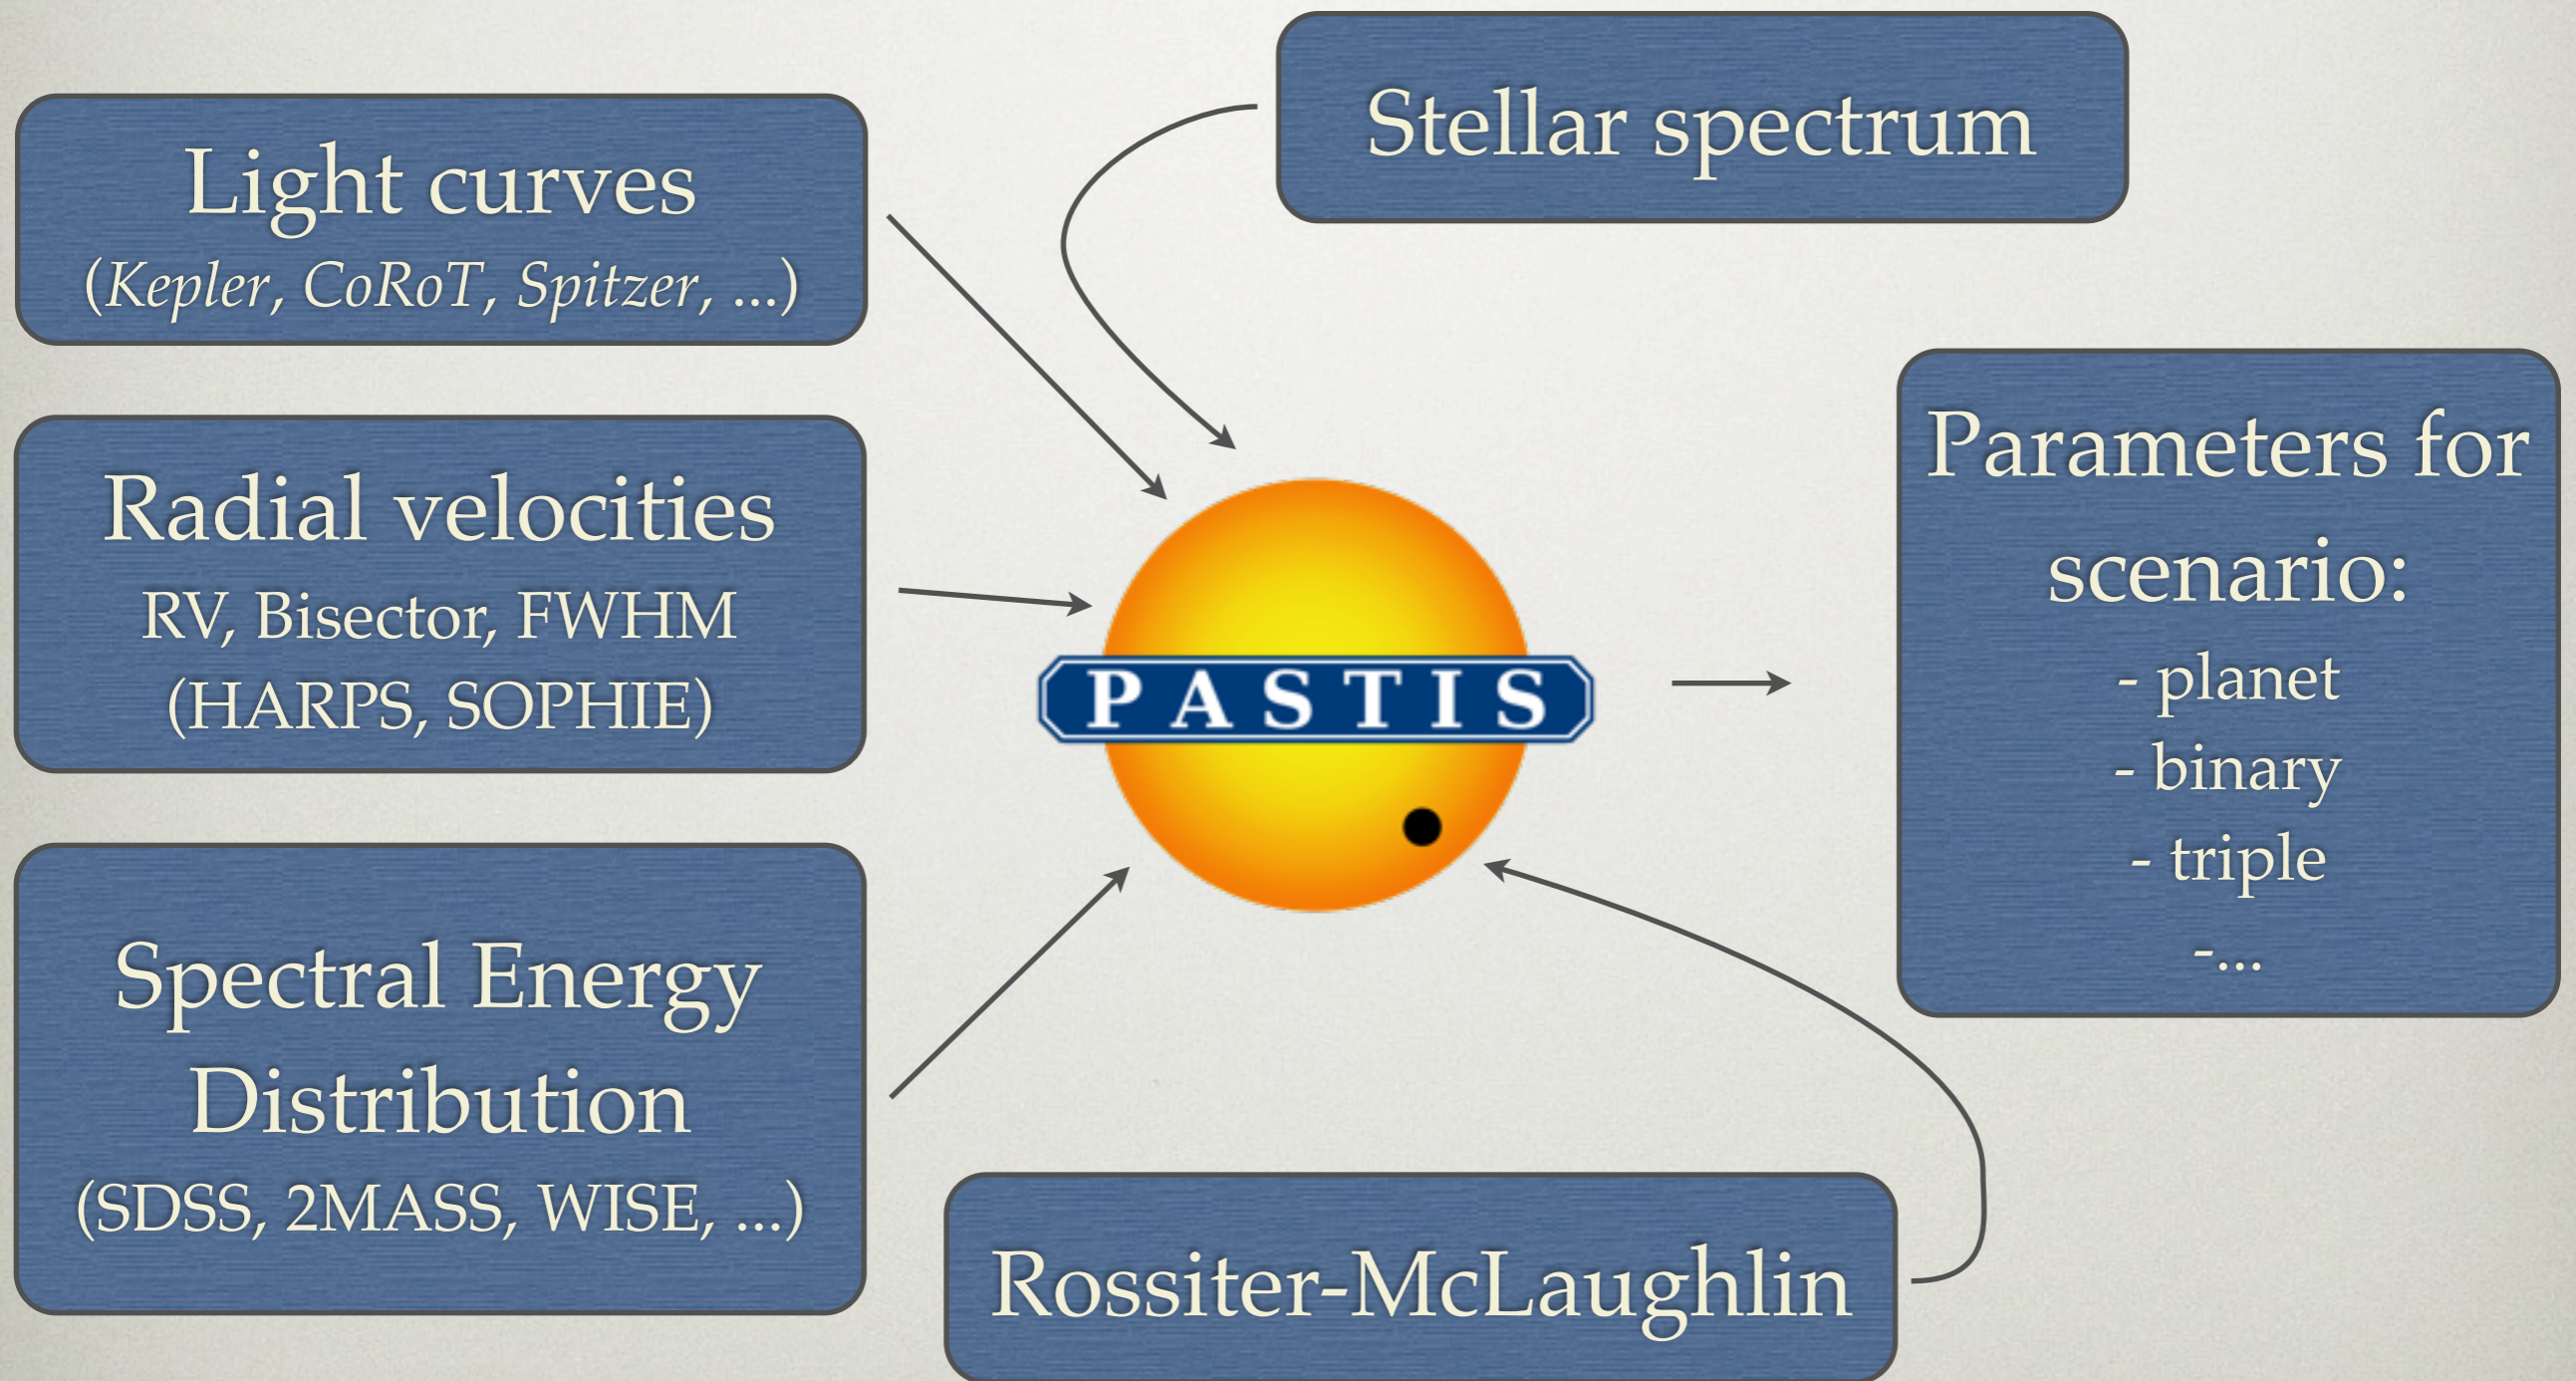 Stellar spectrum
Light curves
(Kepler, CoRoT, Spitzer, ...)
Radial velocities
RV, Bisector, FWHM
(HARPS, SOPHIE)
Spectral Energy
Distribution
(SDSS, 2MASS, WISE, ...)
PASTIS
Parameters for
scenario:
- planet
- binary
- triple
-...
Rossiter-McLaughlin